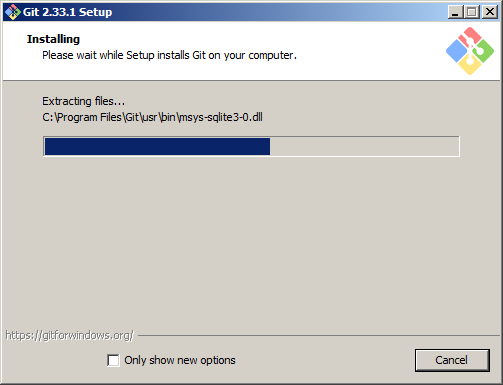 Git 2.33.1 Setup
Installing
Please wait while Setup installs Git on your computer.
Extracting files...
C:\Program Files\Git\usr\bin\msys-sqlite3-0.dll
https://gitforwindows.org/
Only show new options
Cancel